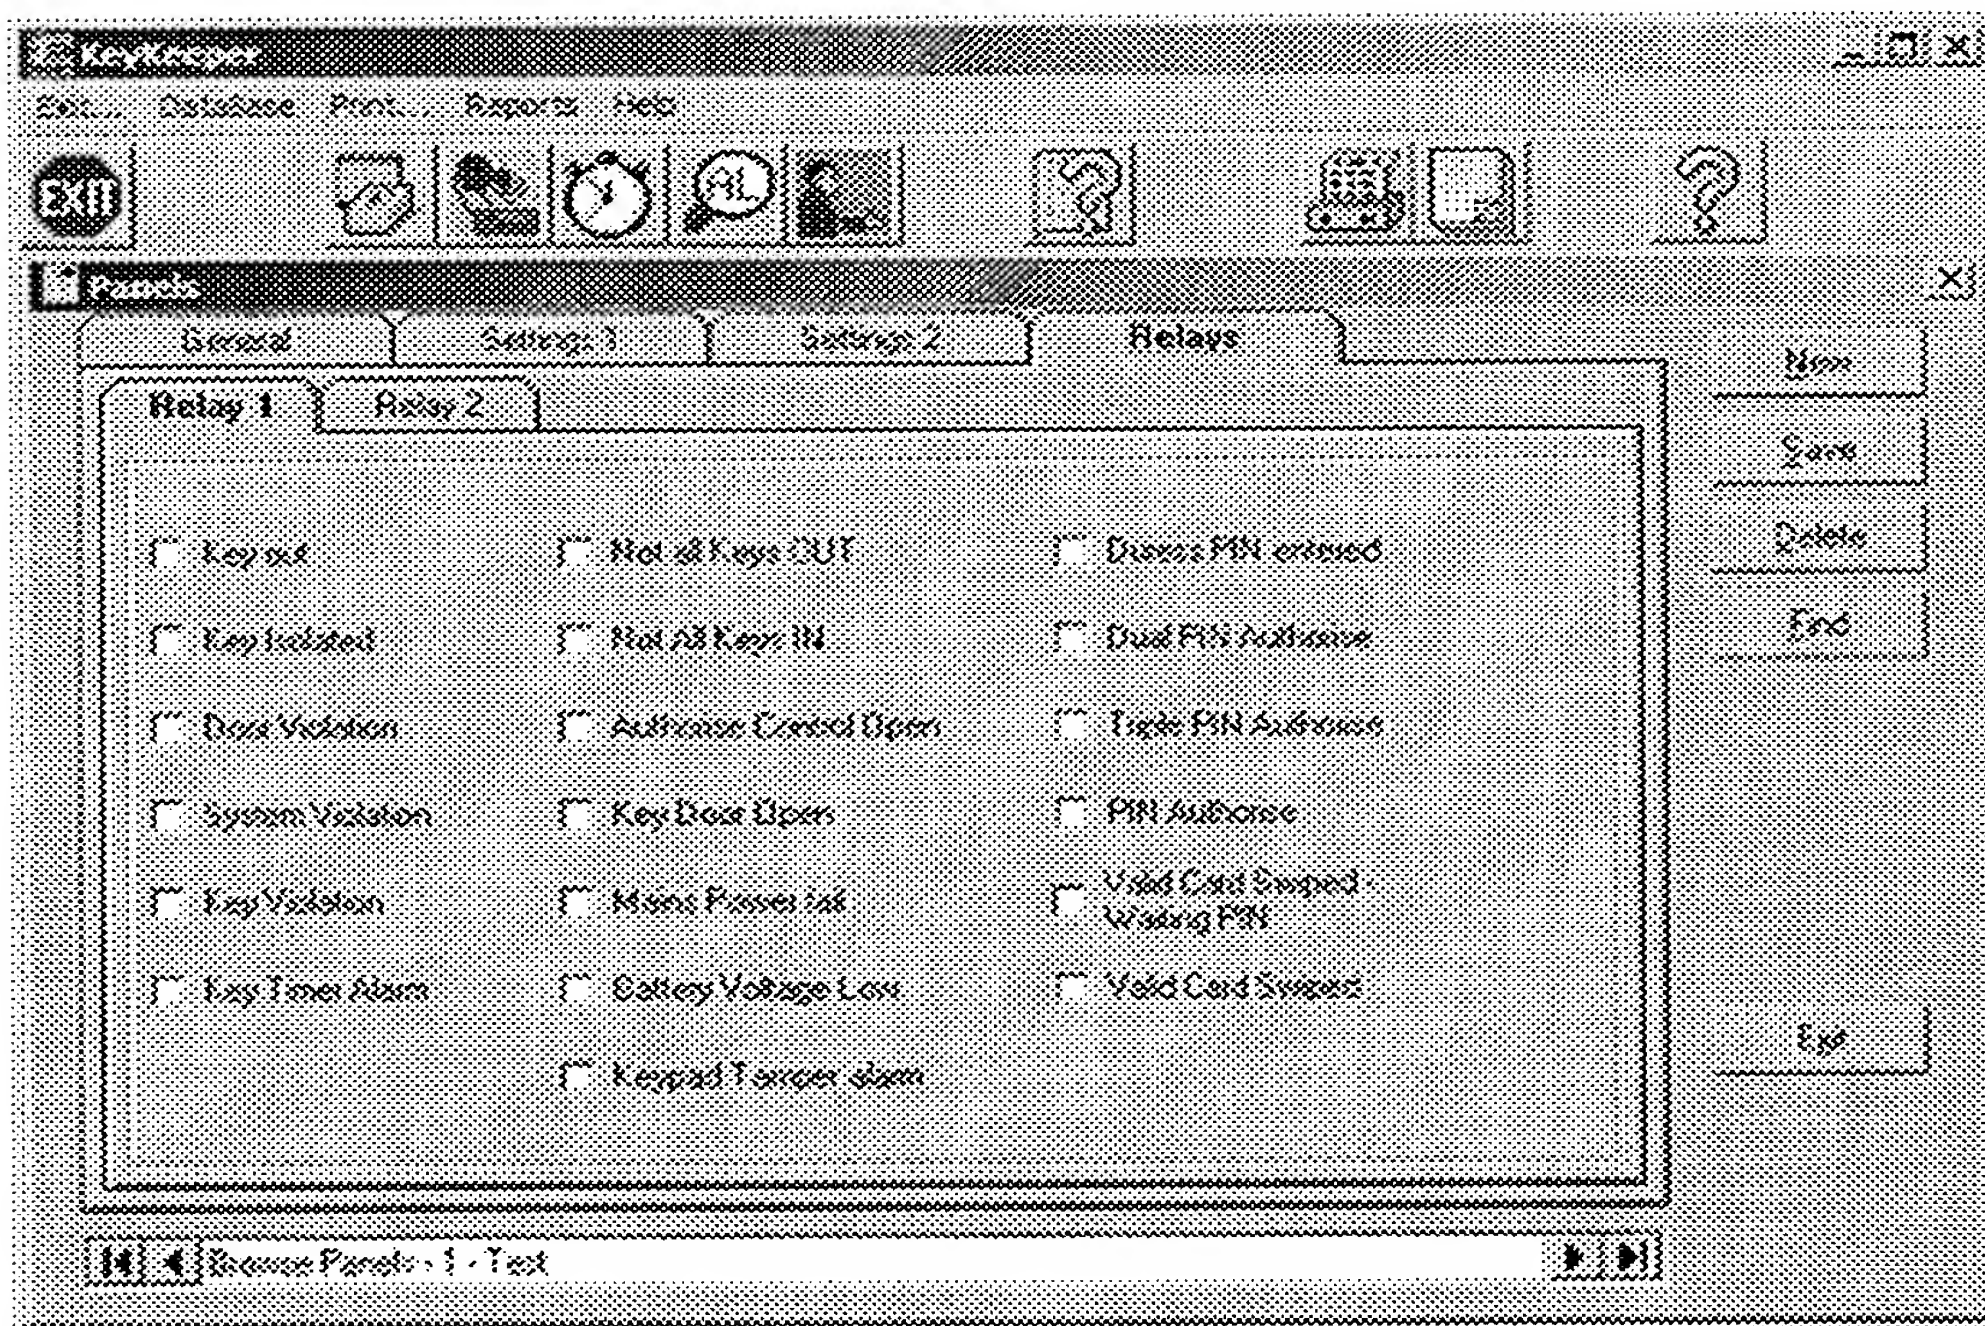 KeyKeeper
Exit... Database Print... Reports Help
EXIT AL
Panels
General Settings 1 Settings 2 Relays
New
Relay 1 Relay 2
Save
Delete
Key out Not all Keys OUT Duress PIN entered
Find
Key Isolated Not All Keys IN Dual PIN Authorise
Door Violation Authorise Control Open Triple PIN Authorise
System Violation Key Door Open PIN Authorise
Key Violation Mains Power fail Valid Card Swiped -
Waiting PIN
Key Timer Alarm Battery Voltage Low Valid Card Swiped
Exit
Keypad Tamper alarm
Browse Panels - 1 - Test